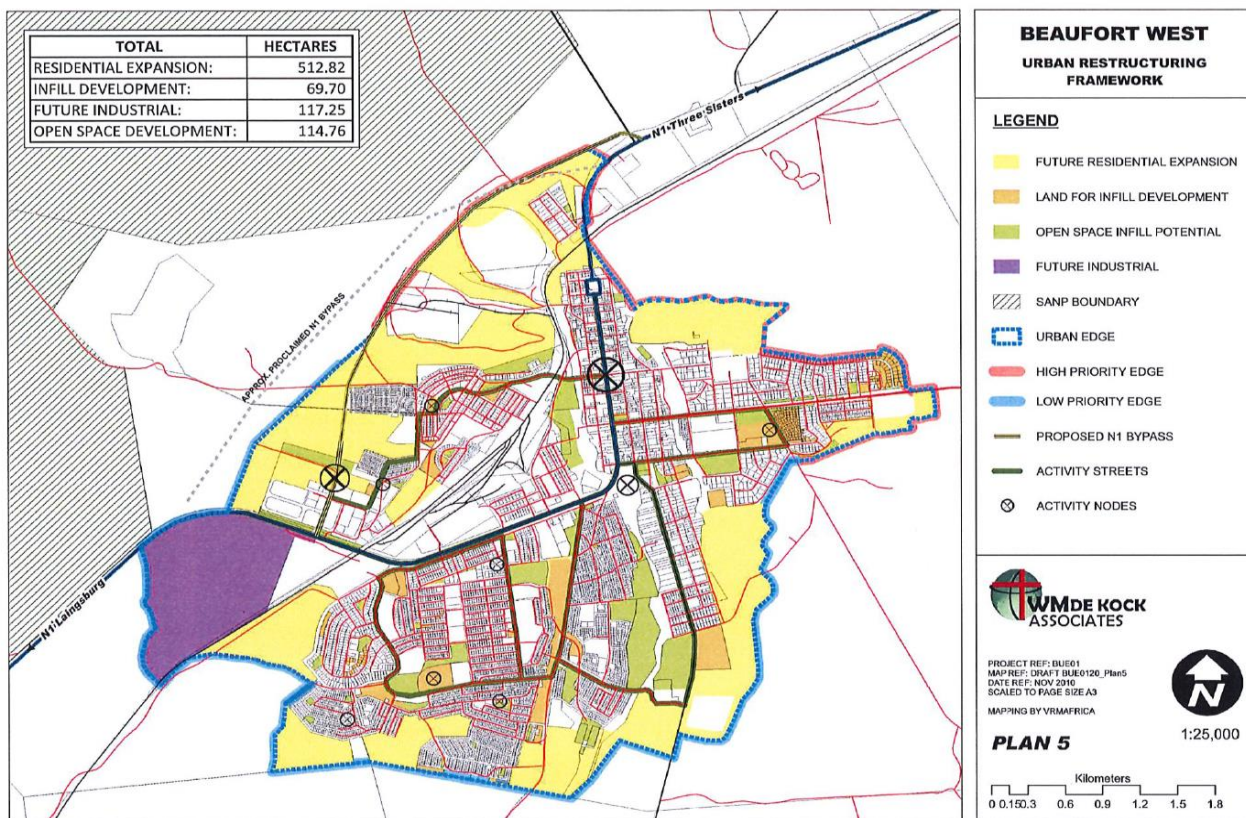 TOTAL HECTARES
RESIDENTIAL EXPANSION: 512.82
INFILL DEVELOPMENT: 69.70
FUTURE INDUSTRIAL: 117.25
OPEN SPACE DEVELOPMENT: 114.76
N1-Three Sisters
APPROX. PROCLAIMED N1 BYPASS
N1-Laingsburg
BEAUFORT WEST
URBAN RESTRUCTURING
FRAMEWORK
LEGEND
FUTURE RESIDENTIAL EXPANSION
LAND FOR INFILL DEVELOPMENT
OPEN SPACE INFILL POTENTIAL
FUTURE INDUSTRIAL
SANP BOUNDARY
URBAN EDGE
HIGH PRIORITY EDGE
LOW PRIORITY EDGE
PROPOSED N1 BYPASS
ACTIVITY STREETS
ACTIVITY NODES
WM DE KOCK
ASSOCIATES
PROJECT REF: BUE01
MAP REF: DRAFT BUE0120_Plan5
DATE REF: NOV 2010
SCALED TO PAGE SIZE A3
MAPPING BY VRMAFRICA
N
1:25,000
PLAN 5
Kilometers
0 0.15 0.3 0.6 0.9 1.2 1.5 1.8